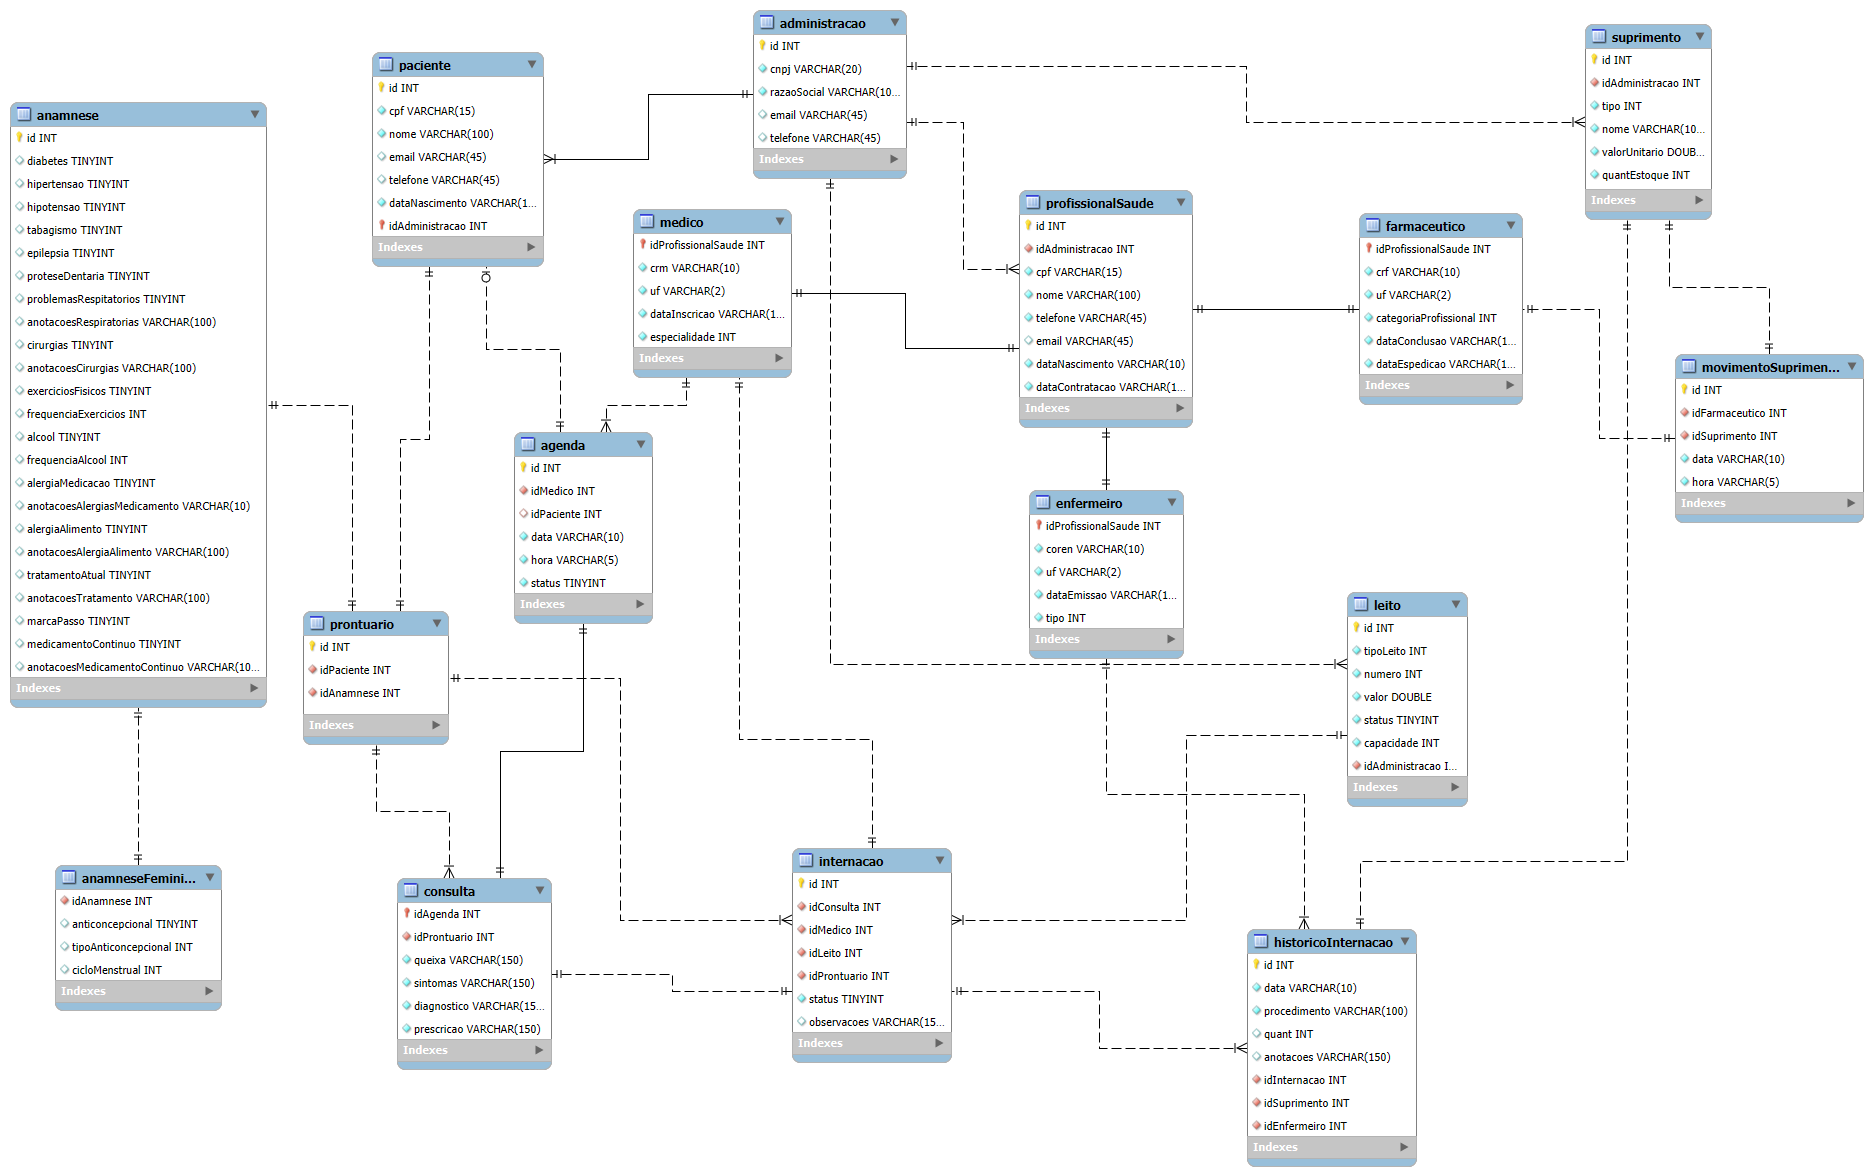 administracao
id INT
cnpj VARCHAR(20)
razaoSocial VARCHAR(10...
email VARCHAR(45)
telefone VARCHAR(45)
Indexes
suprimento
id INT
idAdministracao INT
tipo INT
nome VARCHAR(10...
valorUnitario DOUB...
quantEstoque INT
Indexes
paciente
id INT
cpf VARCHAR(15)
nome VARCHAR(100)
email VARCHAR(45)
telefone VARCHAR(45)
dataNascimento VARCHAR(1...
idAdministracao INT
Indexes
anamnese
id INT
diabetes TINYINT
hipertensao TINYINT
hipotensao TINYINT
tabagismo TINYINT
epilepsia TINYINT
proteseDentaria TINYINT
problemasRespitatorios TINYINT
anotacoesRespiratorias VARCHAR(100)
cirurgias TINYINT
anotacoesCirurgias VARCHAR(100)
exerciciosFisicos TINYINT
frequenciaExercicios INT
alcool TINYINT
frequenciaAlcool INT
alergiaMedicacao TINYINT
anotacoesAlergiasMedicamento VARCHAR(10)
alergiaAlimento TINYINT
anotacoesAlergiaAlimento VARCHAR(100)
tratamentoAtual TINYINT
anotacoesTratamento VARCHAR(100)
marcaPasso TINYINT
medicamentoContinuo TINYINT
anotacoesMedicamentoContinuo VARCHAR(10...
Indexes
medico
idProfissionalSaude INT
crm VARCHAR(10)
uf VARCHAR(2)
dataInscricao VARCHAR(1...
especialidade INT
Indexes
profissionalSaude
id INT
idAdministracao INT
cpf VARCHAR(15)
nome VARCHAR(100)
telefone VARCHAR(45)
email VARCHAR(45)
dataNascimento VARCHAR(10)
dataContratacao VARCHAR(1...
Indexes
farmaceutico
idProfissionalSaude INT
crf VARCHAR(10)
uf VARCHAR(2)
categoriaProfissional INT
dataConclusao VARCHAR(1...
dataEspedicao VARCHAR(1...
Indexes
movimentoSuprimen...
id INT
idFarmaceutico INT
idSuprimento INT
data VARCHAR(10)
hora VARCHAR(5)
Indexes
agenda
id INT
idMedico INT
idPaciente INT
data VARCHAR(10)
hora VARCHAR(5)
status TINYINT
Indexes
enfermeiro
idProfissionalSaude INT
coren VARCHAR(10)
uf VARCHAR(2)
dataEmissao VARCHAR(1...
tipo INT
Indexes
leito
id INT
tipoLeito INT
numero INT
valor DOUBLE
status TINYINT
capacidade INT
idAdministracao I...
Indexes
prontuario
id INT
idPaciente INT
idAnamnese INT
Indexes
anamneseFemini...
idAnamnese INT
anticoncepcional TINYINT
tipoAnticoncepcional INT
cicloMenstrual INT
Indexes
consulta
idAgenda INT
idProntuario INT
queixa VARCHAR(150)
sintomas VARCHAR(150)
diagnostico VARCHAR(15...
prescricao VARCHAR(150)
Indexes
internacao
id INT
idConsulta INT
idMedico INT
idLeito INT
idProntuario INT
status TINYINT
observacoes VARCHAR(15...
Indexes
historicoInternacao
id INT
data VARCHAR(10)
procedimento VARCHAR(100)
quant INT
anotacoes VARCHAR(150)
idInternacao INT
idSuprimento INT
idEnfermeiro INT
Indexes